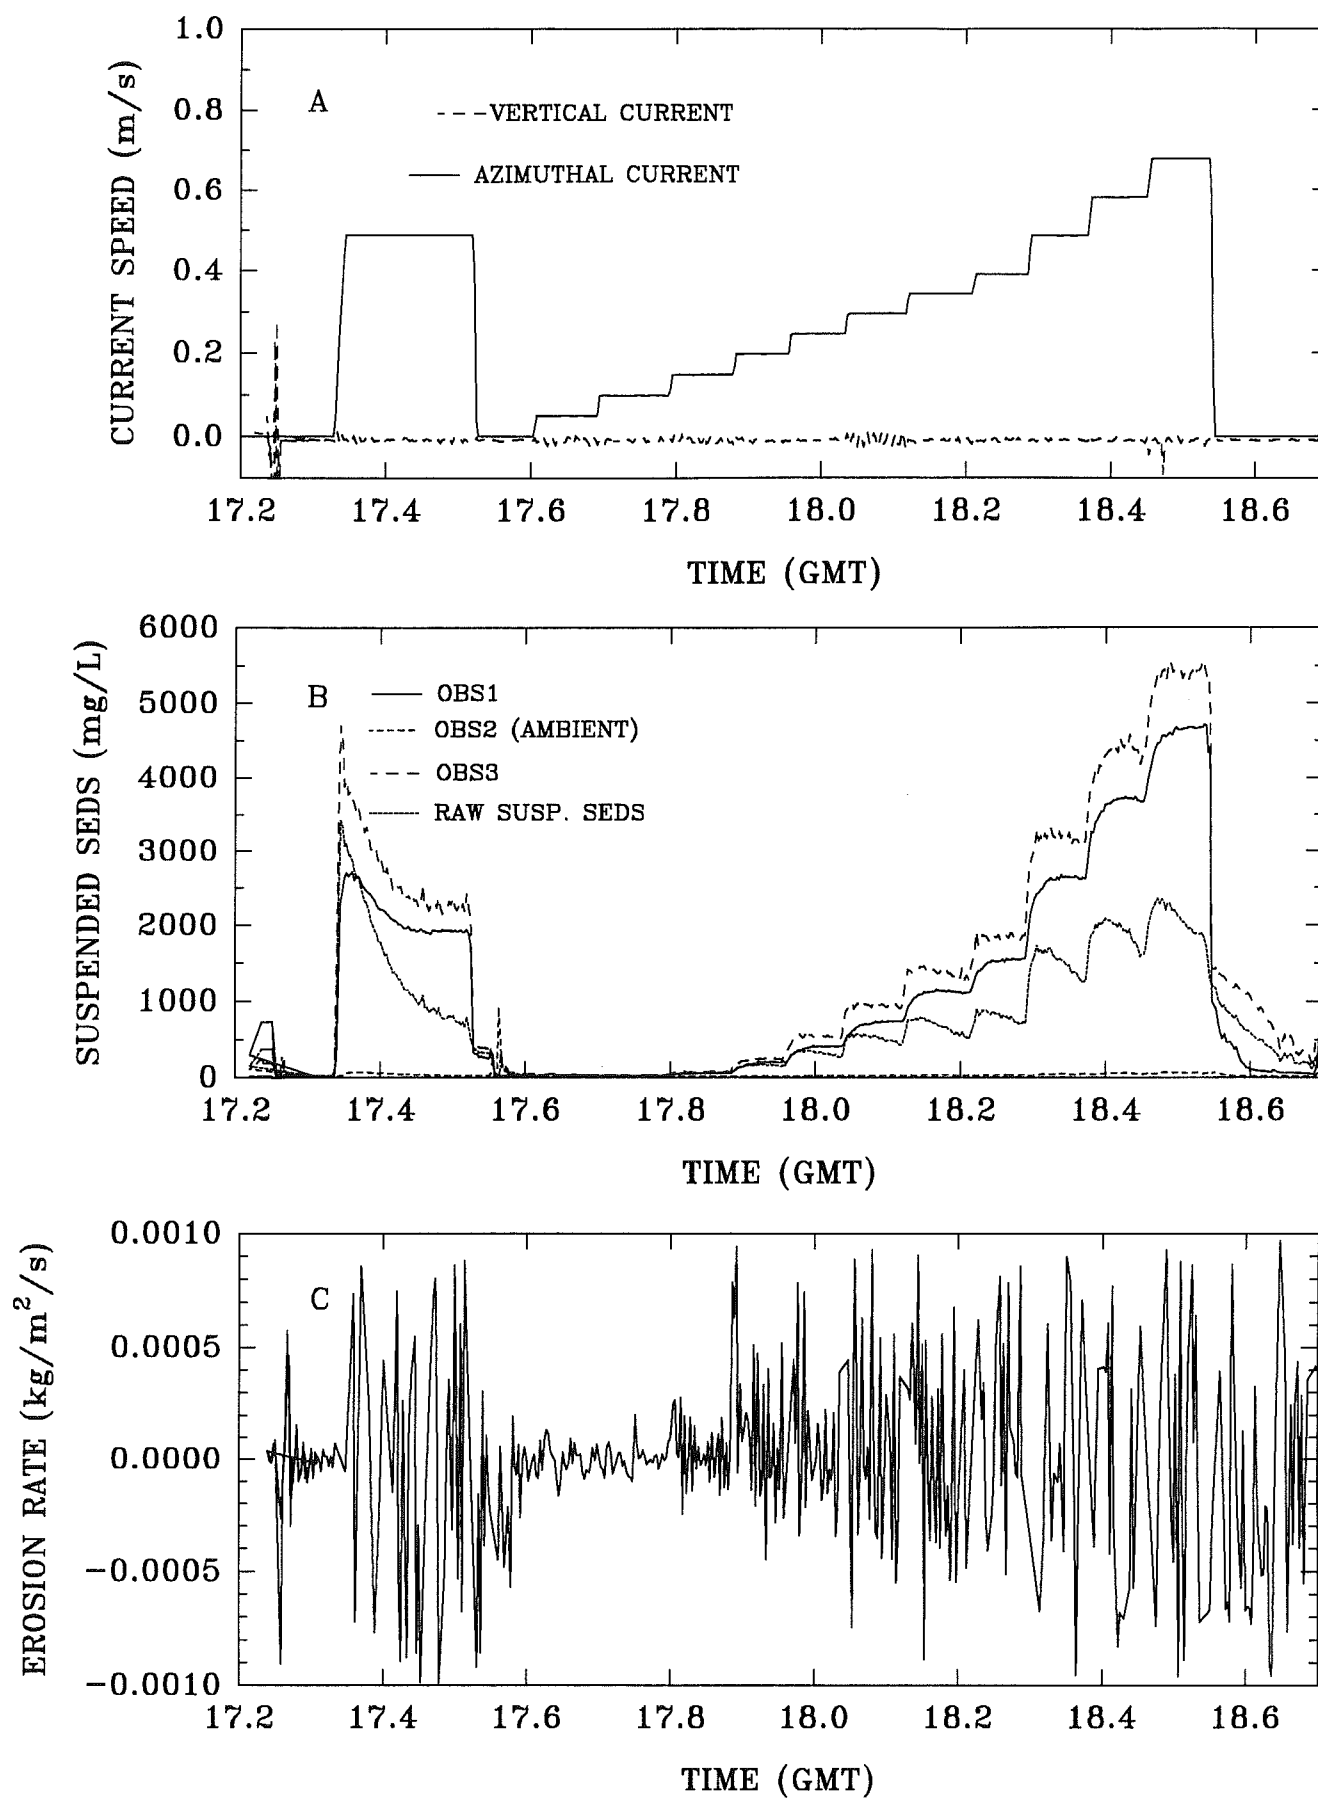 1.0
0.8
0.6
0.4
0.2
0.0
CURRENT SPEED (m/s)
A
---VERTICAL CURRENT
AZIMUTHAL CURRENT
17.2 17.4 17.6 17.8 18.0 18.2 18.4 18.6
TIME (GMT)
6000
5000
4000
3000
2000
1000
0
SUSPENDED SEDS (mg/L)
B
OBS1
OBS2 (AMBIENT)
OBS3
RAW SUSP. SEDS
17.2 17.4 17.6 17.8 18.0 18.2 18.4 18.6
TIME (GMT)
0.0010
0.0005
0.0000
−0.0005
−0.0010
EROSION RATE (kg/m²/s)
C
17.2 17.4 17.6 17.8 18.0 18.2 18.4 18.6
TIME (GMT)